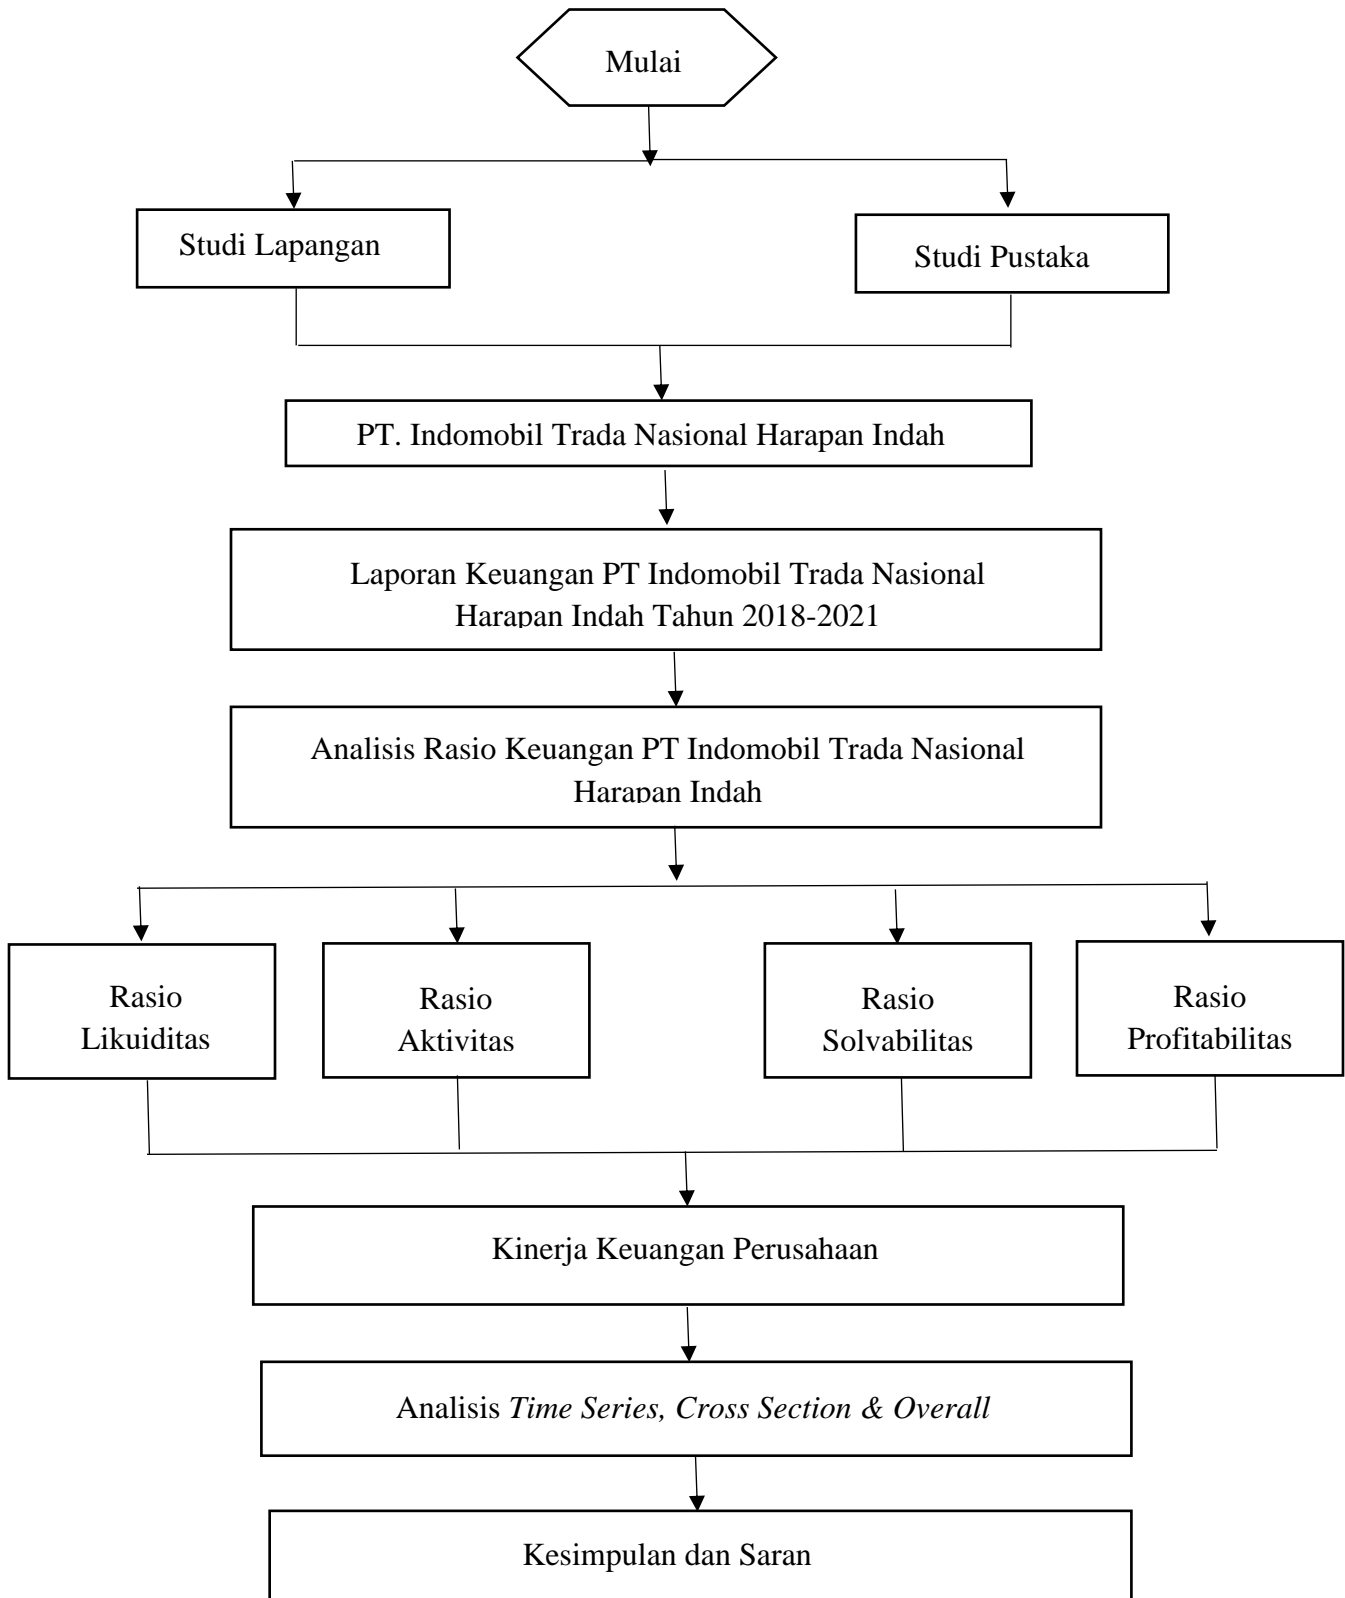 Mulai
Studi Lapangan
Studi Pustaka
PT. Indomobil Trada Nasional Harapan Indah
Laporan Keuangan PT Indomobil Trada Nasional
Harapan Indah Tahun 2018-2021
Analisis Rasio Keuangan PT Indomobil Trada Nasional
Harapan Indah
Rasio
Likuiditas
Rasio
Aktivitas
Rasio
Solvabilitas
Rasio
Profitabilitas
Kinerja Keuangan Perusahaan
Analisis Time Series, Cross Section & Overall
Kesimpulan dan Saran